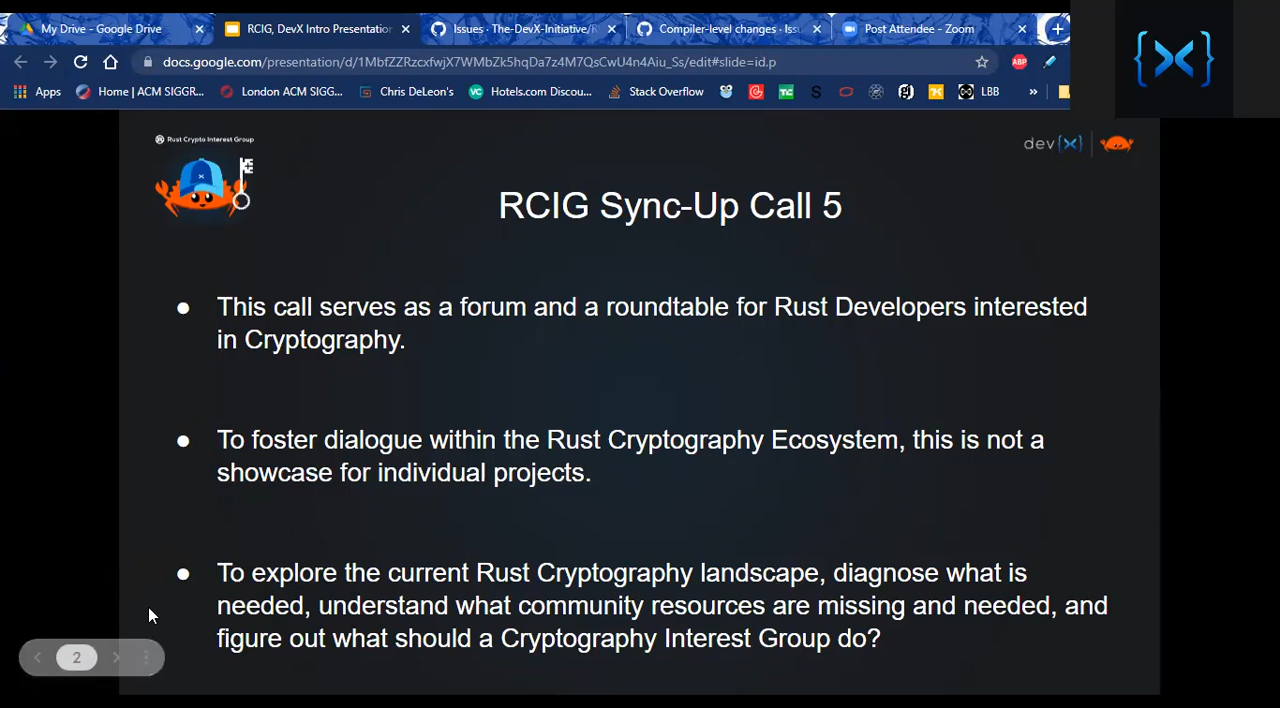 My Drive - Google Drive
RCIG, DevX Intro Presentation
Issues · The-DevX-Initiative/R
Compiler-level changes · Issu
Post Attendee - Zoom
docs.google.com/presentation/d/1MbfZZRzcxfwjX7WMbZk5hqDa7z4M7QsCwU4n4Aiu_Ss/edit#slide=id.p
ABP
Apps
Home | ACM SIGGR...
London ACM SIGG...
Chris DeLeon's
VC
Hotels.com Discou...
Stack Overflow
TC
LBB
»
Rust Crypto Interest Group
dev{X}
RCIG Sync-Up Call 5
● This call serves as a forum and a roundtable for Rust Developers interested
in Cryptography.
● To foster dialogue within the Rust Cryptography Ecosystem, this is not a
showcase for individual projects.
● To explore the current Rust Cryptography landscape, diagnose what is
needed, understand what community resources are missing and needed, and
figure out what should a Cryptography Interest Group do?
2